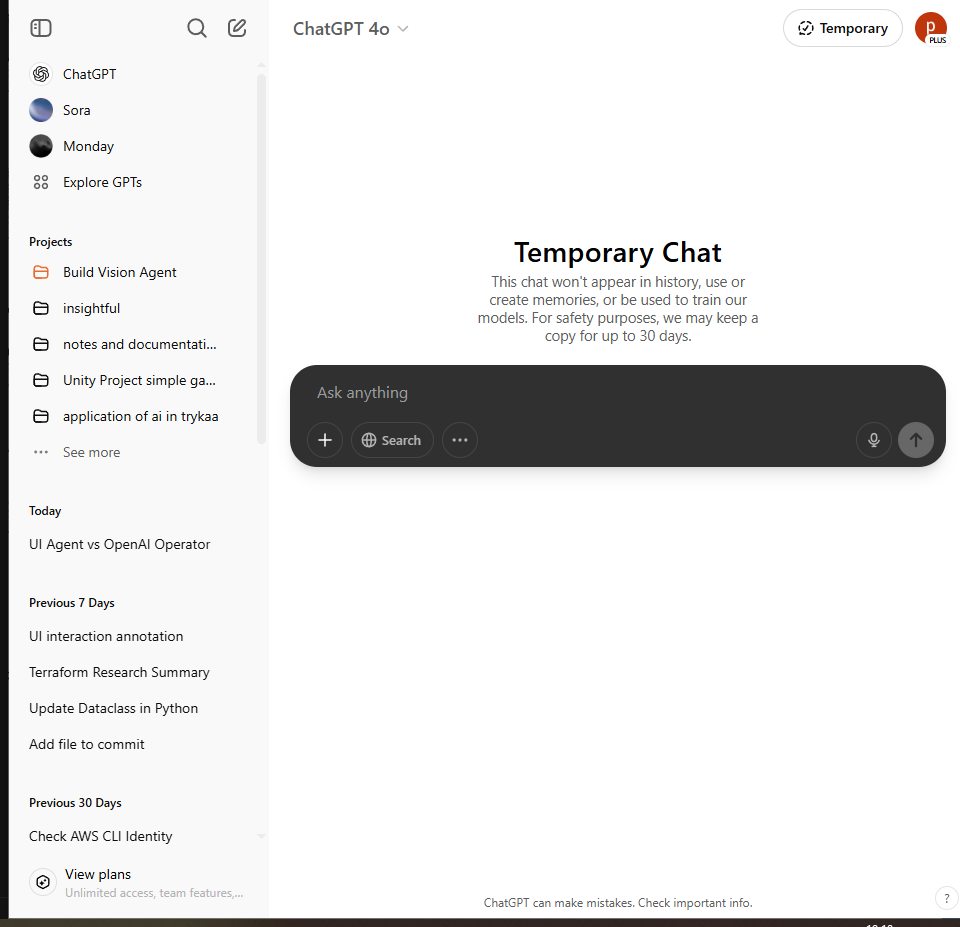 ChatGPT 4o
Temporary
p
PLUS
ChatGPT
Sora
Monday
Explore GPTs
Projects
Build Vision Agent
insightful
notes and documentati...
Unity Project simple ga...
application of ai in trykaa
See more
Today
UI Agent vs OpenAI Operator
Previous 7 Days
UI interaction annotation
Terraform Research Summary
Update Dataclass in Python
Add file to commit
Previous 30 Days
Check AWS CLI Identity
View plans
Unlimited access, team features,...
Temporary Chat
This chat won't appear in history, use or
create memories, or be used to train our
models. For safety purposes, we may keep a
copy for up to 30 days.
Ask anything
Search
ChatGPT can make mistakes. Check important info.
?